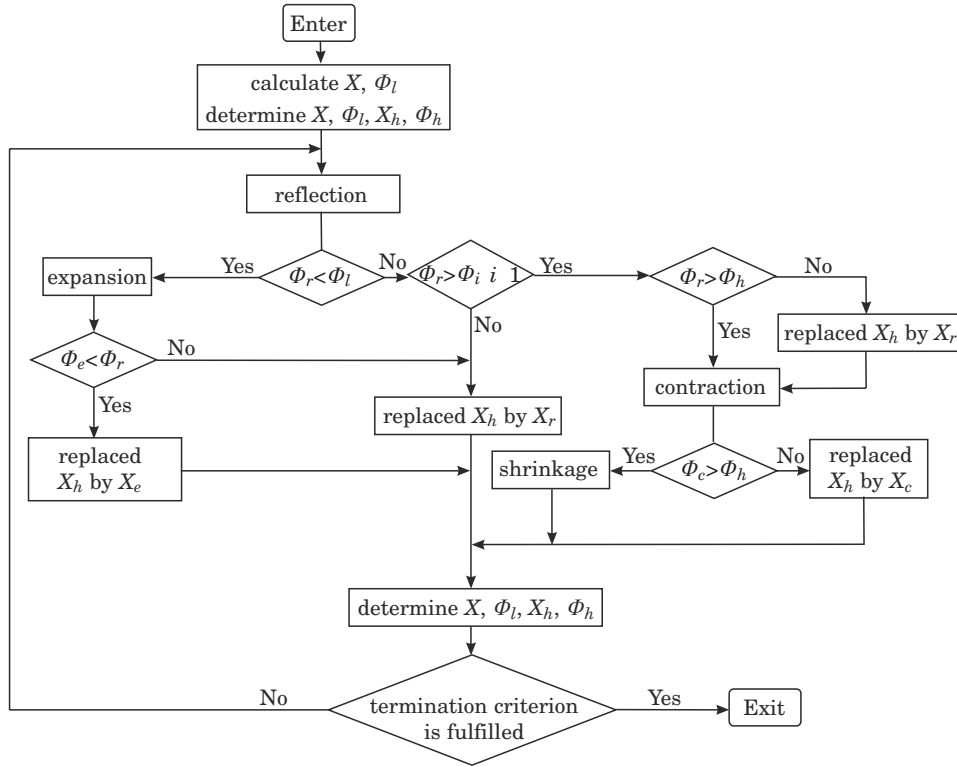 Enter
calculate X, Φl
determine X, Φl, Xh, Φh
reflection
Φr<Φl
Yes
No
expansion
Φr>Φi i 1
Yes
No
Φr>Φh
No
Yes
replaced Xh by Xr
Φe<Φr
No
Yes
contraction
replaced Xh by Xr
replaced
Xh by Xe
shrinkage
Yes
Φc>Φh
No
replaced
Xh by Xc
determine X, Φl, Xh, Φh
No
termination criterion
is fulfilled
Yes
Exit